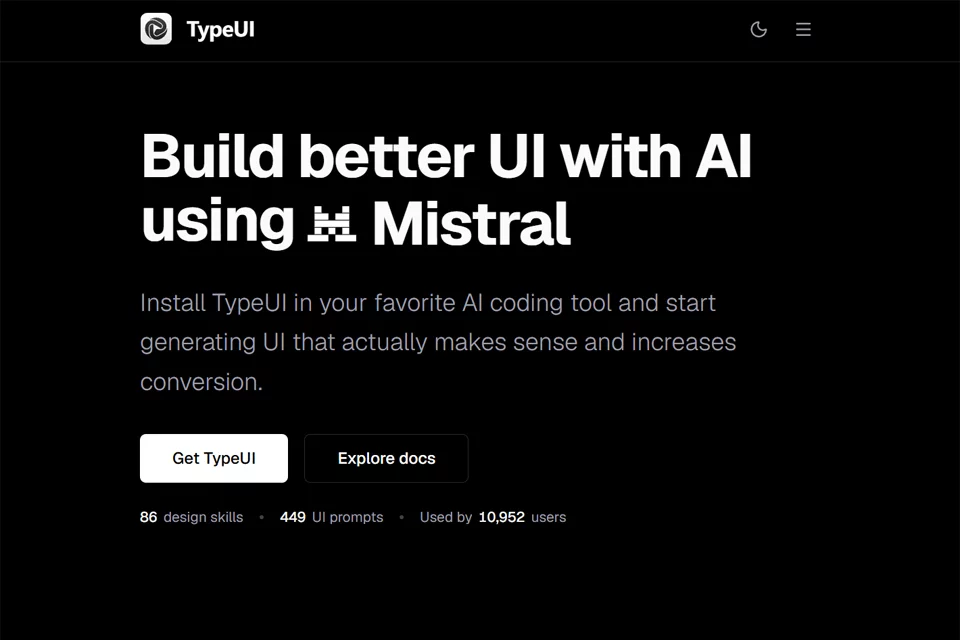 TypeUI
Build better UI with AI
using Mistral
Install TypeUI in your favorite AI coding tool and start
generating UI that actually makes sense and increases
conversion.
Get TypeUI
Explore docs
86 design skills • 449 UI prompts • Used by 10,952 users